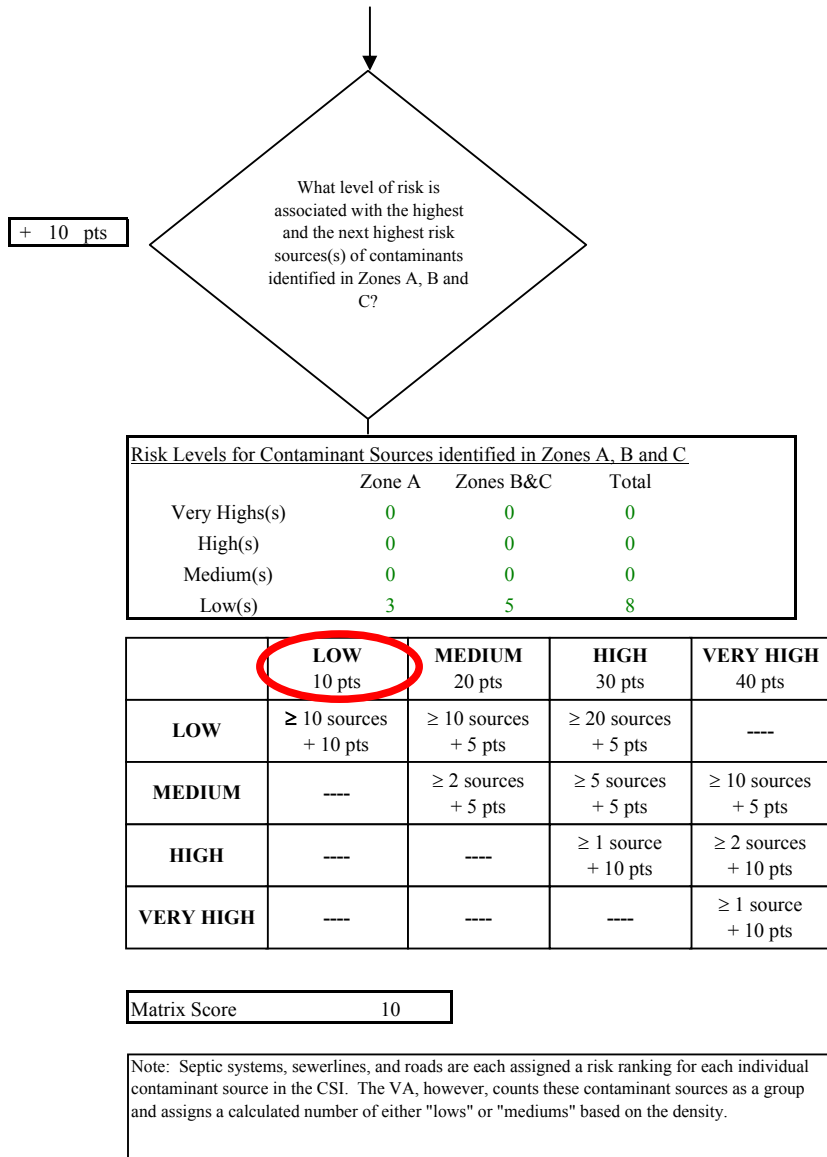 What level of risk is
associated with the highest
and the next highest risk
sources(s) of contaminants
identified in Zones A, B and
C?
+ 10 pts
Risk Levels for Contaminant Sources identified in Zones A, B and C
Zone A Zones B&C Total
Very Highs(s) 0 0 0
High(s) 0 0 0
Medium(s) 0 0 0
Low(s) 3 5 8
LOW MEDIUM HIGH VERY HIGH
10 pts 20 pts 30 pts 40 pts
LOW ≥ 10 sources ≥ 10 sources ≥ 20 sources ----
+ 10 pts + 5 pts + 5 pts
MEDIUM ---- ≥ 2 sources ≥ 5 sources ≥ 10 sources
+ 5 pts + 5 pts + 5 pts
HIGH ---- ---- ≥ 1 source ≥ 2 sources
+ 10 pts + 10 pts
VERY HIGH ---- ---- ---- ≥ 1 source
+ 10 pts
Matrix Score 10
Note: Septic systems, sewerlines, and roads are each assigned a risk ranking for each individual
contaminant source in the CSI. The VA, however, counts these contaminant sources as a group
and assigns a calculated number of either "lows" or "mediums" based on the density.